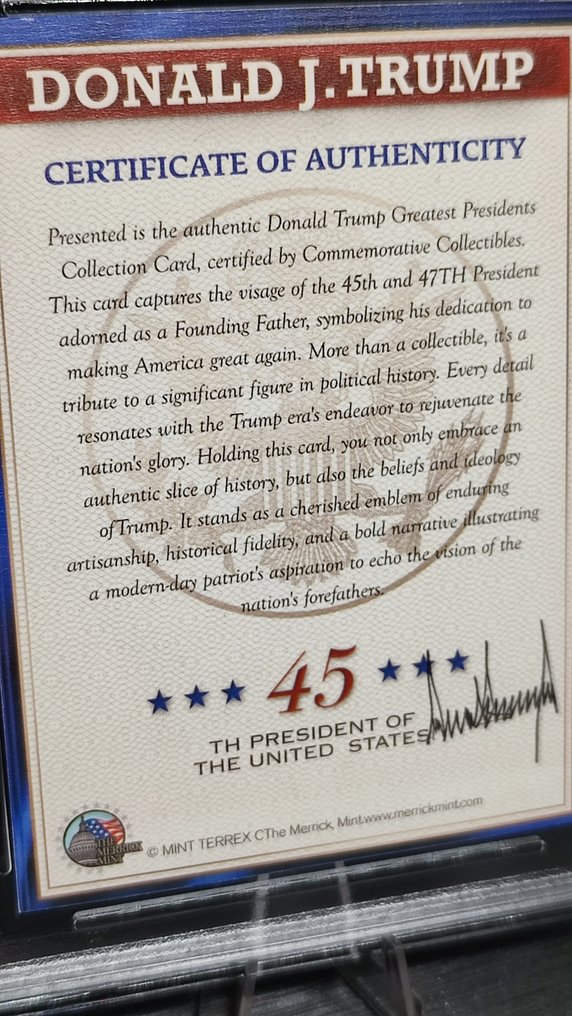 DONALD J.TRUMP
CERTIFICATE OF AUTHENTICITY
Presented is the authentic Donald Trump Greatest Presidents
Collection Card, certified by Commemorative Collectibles.
This card captures the visage of the 45th and 47TH President
adorned as a Founding Father, symbolizing his dedication to
making America great again. More than a collectible, it's a
tribute to a significant figure in political history. Every detail
resonates with the Trump era's endeavor to rejuvenate the
nation's glory. Holding this card, you not only embrace an
authentic slice of history, but also the beliefs and ideology
ofTrump. It stands as a cherished emblem of enduring
artisanship, historical fidelity, and a bold narrative illustrating
a modern-day patriot's aspiration to echo the vision of the
nation's forefathers.
45
TH PRESIDENT OF
THE UNITED STATES
THE
MERRICK
MINT
© MINT TERREX CThe Merrick, Mint.www.merrickmint.com